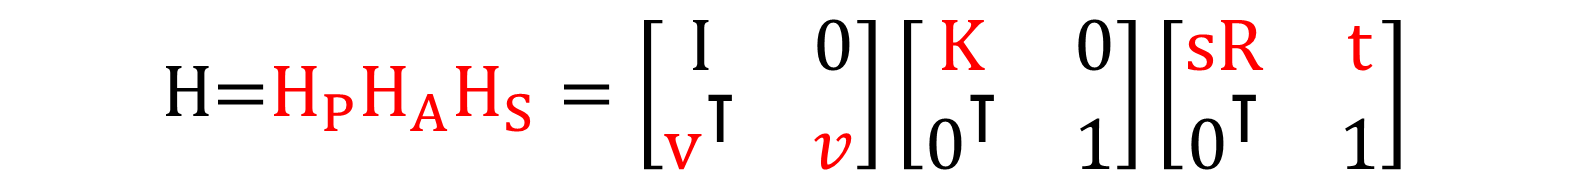 H=H_P H_A H_S = [I 0; v^⊤ v] [K 0; 0^⊤ 1] [sR t; 0^⊤ 1]